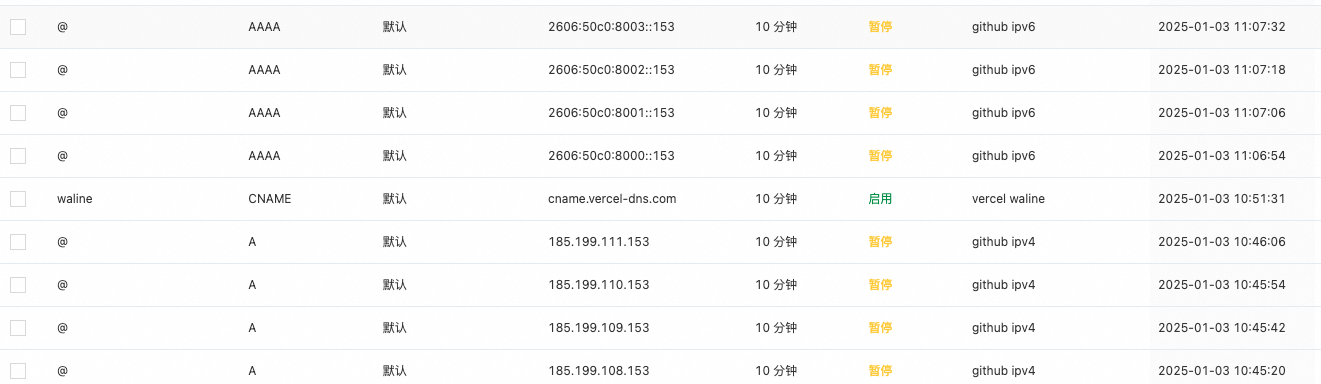 @ AAAA 默认 2606:50c0:8003::153 10 分钟 暂停 github ipv6 2025-01-03 11:07:32
@ AAAA 默认 2606:50c0:8002::153 10 分钟 暂停 github ipv6 2025-01-03 11:07:18
@ AAAA 默认 2606:50c0:8001::153 10 分钟 暂停 github ipv6 2025-01-03 11:07:06
@ AAAA 默认 2606:50c0:8000::153 10 分钟 暂停 github ipv6 2025-01-03 11:06:54
waline CNAME 默认 cname.vercel-dns.com 10 分钟 启用 vercel waline 2025-01-03 10:51:31
@ A 默认 185.199.111.153 10 分钟 暂停 github ipv4 2025-01-03 10:46:06
@ A 默认 185.199.110.153 10 分钟 暂停 github ipv4 2025-01-03 10:45:54
@ A 默认 185.199.109.153 10 分钟 暂停 github ipv4 2025-01-03 10:45:42
@ A 默认 185.199.108.153 10 分钟 暂停 github ipv4 2025-01-03 10:45:20